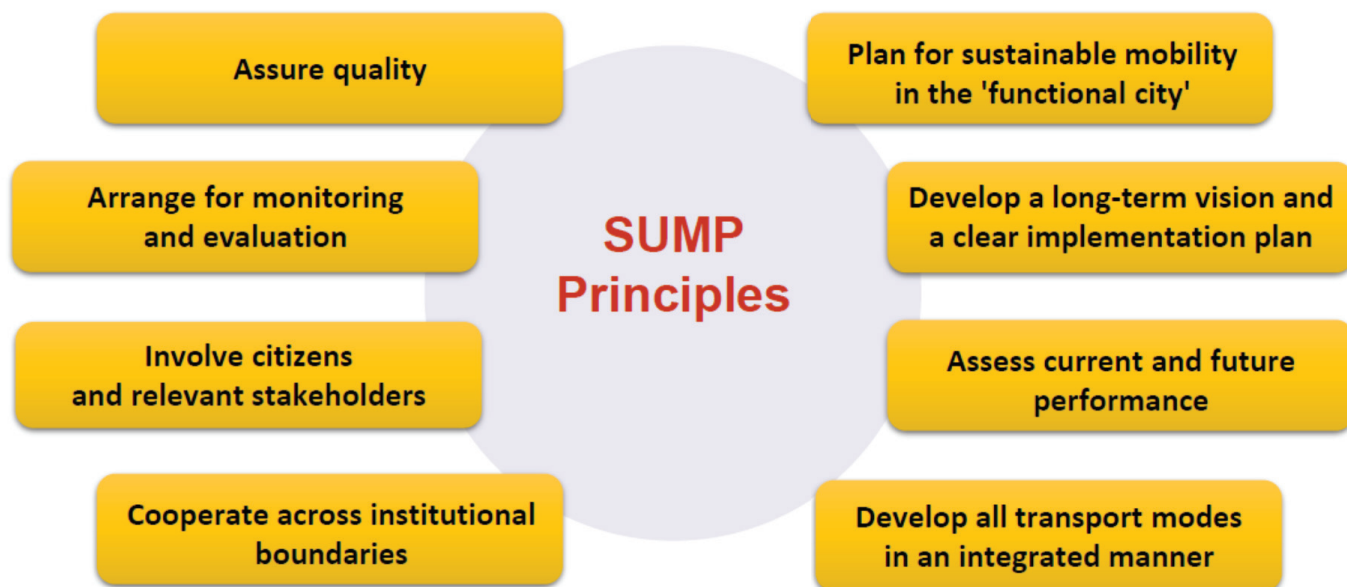 Assure quality
Plan for sustainable mobility
in the 'functional city'
Arrange for monitoring
and evaluation
Develop a long-term vision and
a clear implementation plan
SUMP
Principles
Involve citizens
and relevant stakeholders
Assess current and future
performance
Cooperate across institutional
boundaries
Develop all transport modes
in an integrated manner